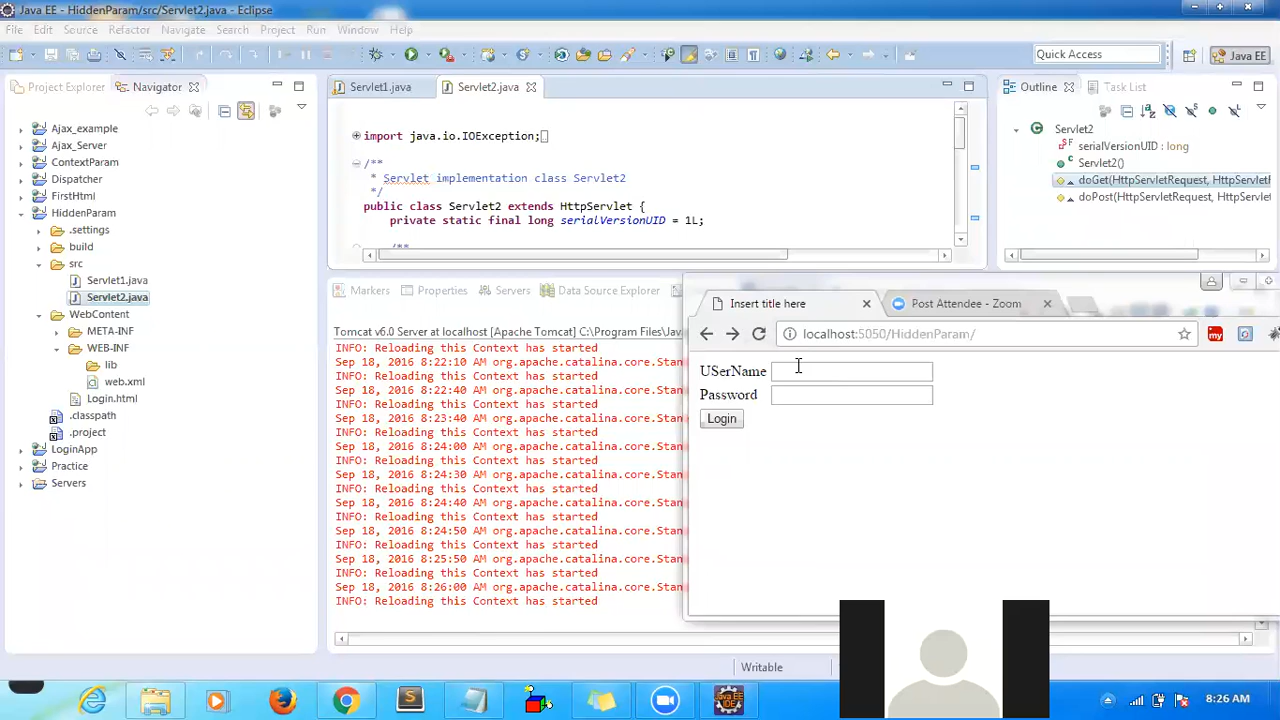 Java EE - HiddenParam/src/Servlet2.java - Eclipse
File Edit Source Refactor Navigate Search Project Run Window Help
Quick Access
Java EE
Project Explorer
Navigator
Ajax_example
Ajax_Server
ContextParam
Dispatcher
FirstHtml
HiddenParam
.settings
build
src
Servlet1.java
Servlet2.java
WebContent
META-INF
WEB-INF
lib
web.xml
Login.html
.classpath
.project
LoginApp
Practice
Servers
Servlet1.java
Servlet2.java
import java.io.IOException;
/**
* Servlet implementation class Servlet2
*/
public class Servlet2 extends HttpServlet {
private static final long serialVersionUID = 1L;
/**
Outline
Task List
Servlet2
serialVersionUID : long
Servlet2()
doGet(HttpServletRequest, HttpServletR
doPost(HttpServletRequest, HttpServlet
Markers
Properties
Servers
Data Source Explorer
Tomcat v6.0 Server at localhost [Apache Tomcat] C:\Program Files\Java
INFO: Reloading this Context has started
Sep 18, 2016 8:22:10 AM org.apache.catalina.core.Stan
INFO: Reloading this Context has started
Sep 18, 2016 8:22:40 AM org.apache.catalina.core.Stan
INFO: Reloading this Context has started
Sep 18, 2016 8:23:40 AM org.apache.catalina.core.Stan
INFO: Reloading this Context has started
Sep 18, 2016 8:24:00 AM org.apache.catalina.core.Stan
INFO: Reloading this Context has started
Sep 18, 2016 8:24:30 AM org.apache.catalina.core.Stan
INFO: Reloading this Context has started
Sep 18, 2016 8:24:40 AM org.apache.catalina.core.Stan
INFO: Reloading this Context has started
Sep 18, 2016 8:24:50 AM org.apache.catalina.core.Stan
INFO: Reloading this Context has started
Sep 18, 2016 8:25:50 AM org.apache.catalina.core.Stan
INFO: Reloading this Context has started
Sep 18, 2016 8:26:00 AM org.apache.catalina.core.Stan
INFO: Reloading this Context has started
Insert title here
Post Attendee - Zoom
localhost:5050/HiddenParam/
my
USerName
Password
Login
Writable
8:26 AM